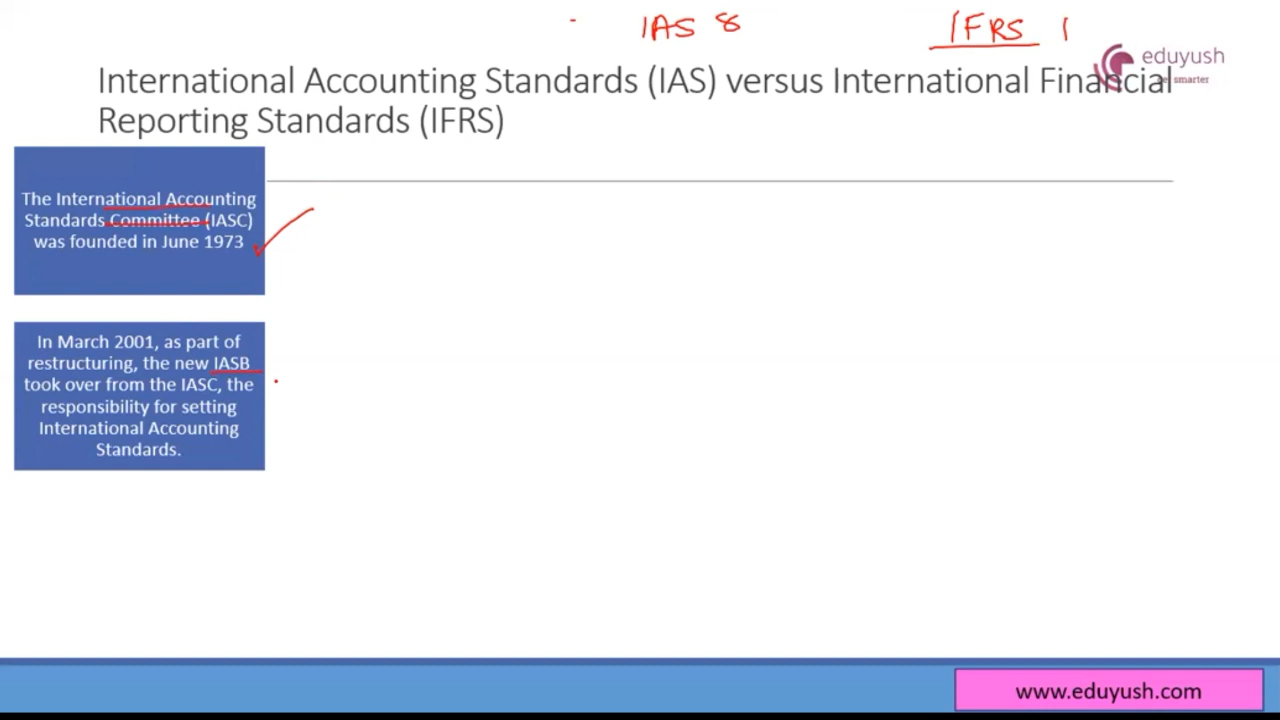 IAS 8
IFRS 1
eduyush
International Accounting Standards (IAS) versus International Financial
smarter
Reporting Standards (IFRS)
The International Accounting
Standards Committee (IASC)
was founded in June 1973
In March 2001, as part of
restructuring, the new IASB
took over from the IASC, the
responsibility for setting
International Accounting
Standards.
www.eduyush.com